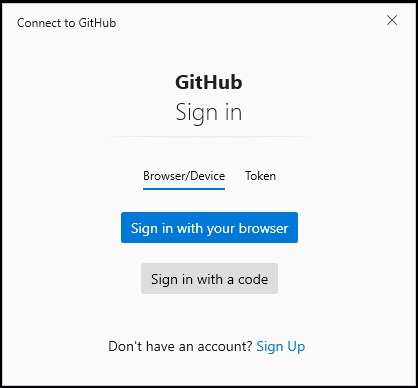 Connect to GitHub
GitHub
Sign in
Browser/Device Token
Sign in with your browser
Sign in with a code
Don't have an account? Sign Up